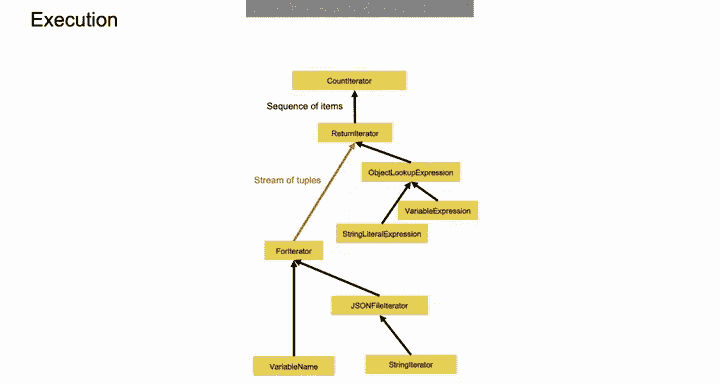 Execution
CountIterator
Sequence of items
ReturnIterator
ObjectLookupExpression
Stream of tuples
VariableExpression
StringLiteralExpression
ForIterator
JSONFileIterator
VariableName
StringIterator